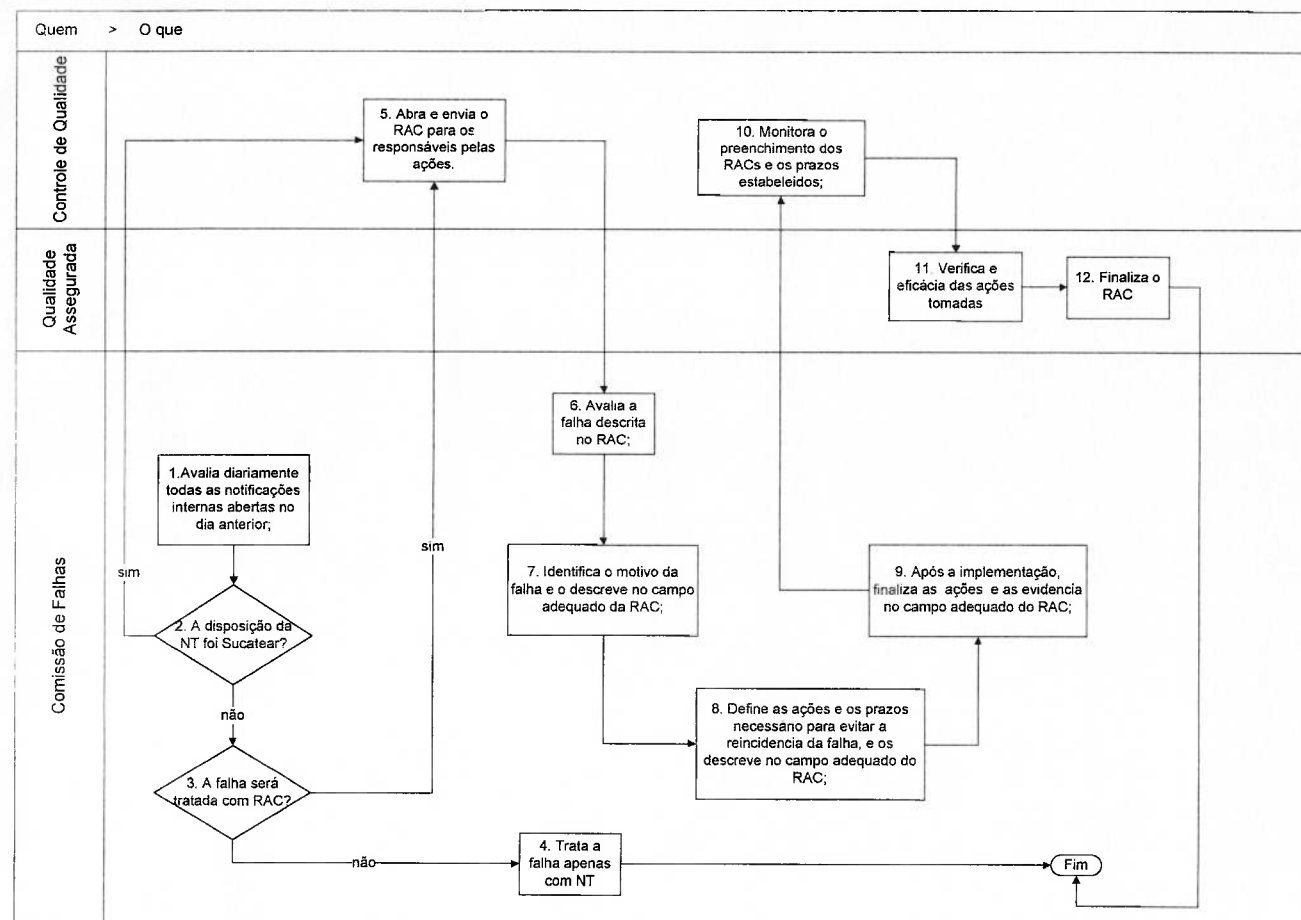 Quem > O que
Controle de Qualidade
5. Abra e envia o
RAC para os
responsáveis pelas
ações.
10. Monitora o
preenchimento dos
RACs e os prazos
estabeleidos;
Qualidade
Assegurada
11. Verifica e
eficácia das ações
tomadas
12. Finaliza o
RAC
Comissão de Falhas
6. Avalia a
falha descrita
no RAC;
1.Avalia diariamente
todas as notificações
internas abertas no
dia anterior;
sim
sim
7. Identifica o motivo da
falha e o descreve no campo
adequado da RAC;
9. Após a implementação,
finaliza as ações e as evidencia
no campo adequado do RAC;
2. A disposição da
NT foi Sucatear?
não
8. Define as ações e os prazos
necessário para evitar a
reincidencia da falha, e os
descreve no campo adequado do
RAC;
3. A falha será
tratada com RAC?
não
4. Trata a
falha apenas
com NT
Fim